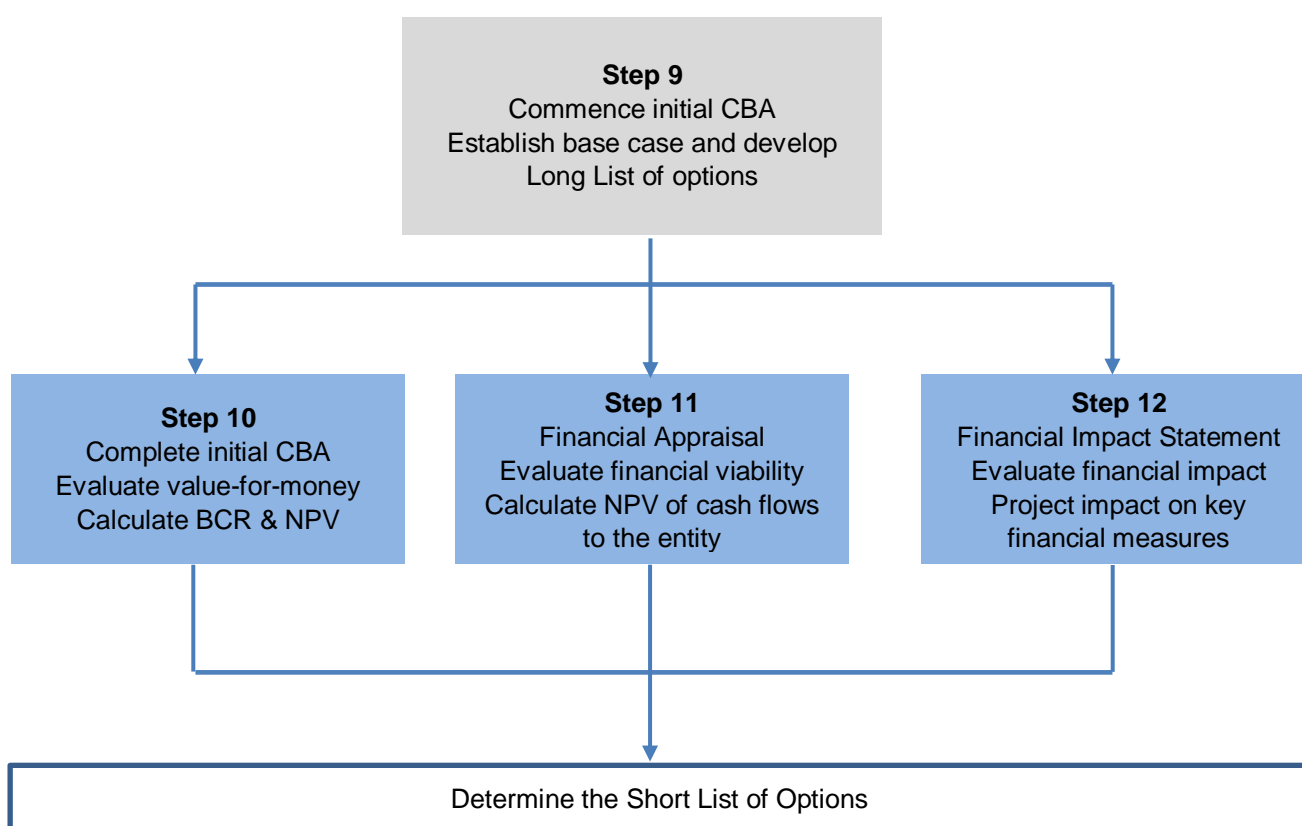 Step 9
Commence initial CBA
Establish base case and develop
Long List of options
Step 10
Complete initial CBA
Evaluate value-for-money
Calculate BCR & NPV
Step 11
Financial Appraisal
Evaluate financial viability
Calculate NPV of cash flows
to the entity
Step 12
Financial Impact Statement
Evaluate financial impact
Project impact on key
financial measures
Determine the Short List of Options